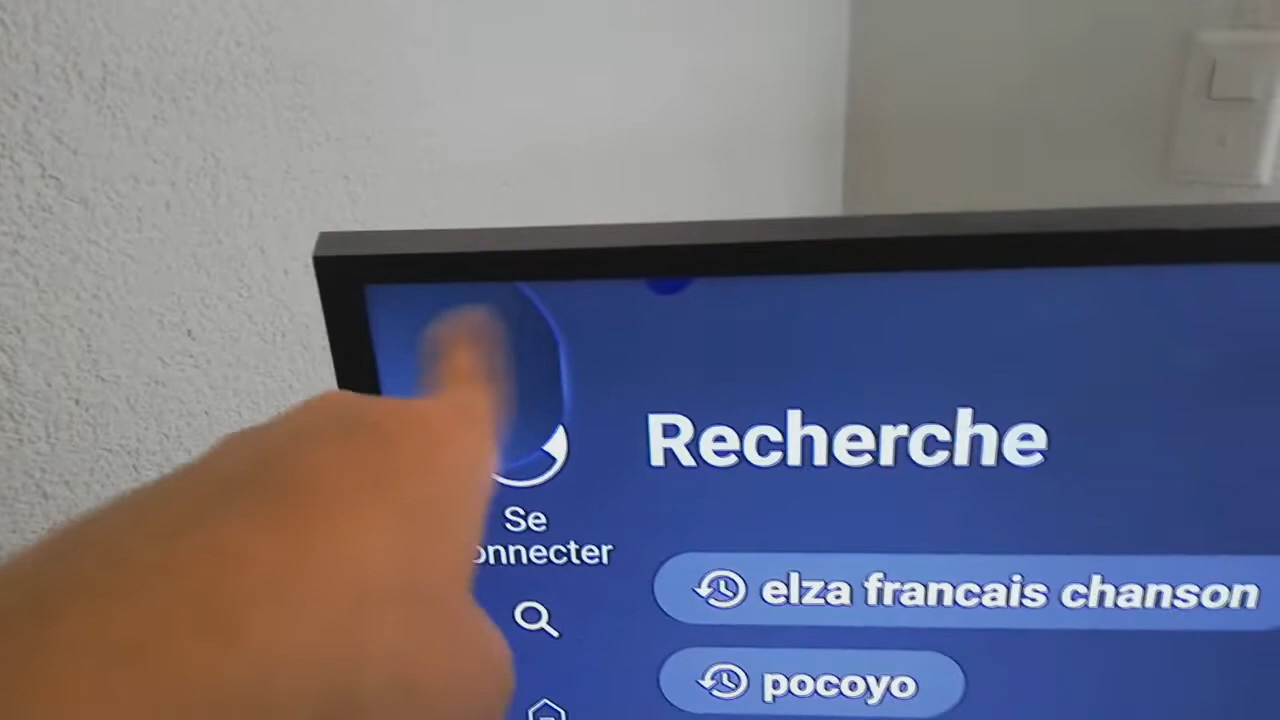 Recherche
Se
onnecter
elza francais chanson
pocoyo